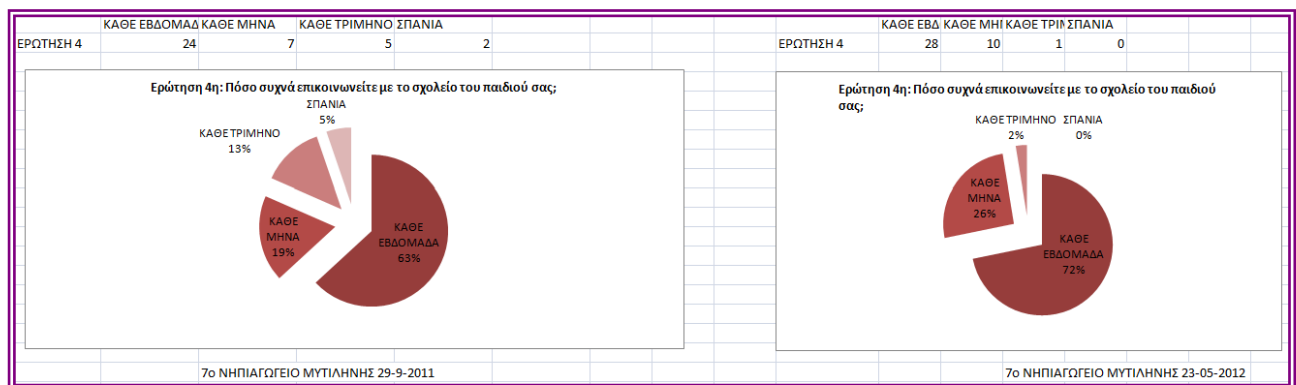 ΚΑΘΕ ΕΒΔΟΜΑΔ ΚΑΘΕ ΜΗΝΑ ΚΑΘΕ ΤΡΙΜΗΝΟ ΣΠΑΝΙΑ
ΕΡΩΤΗΣΗ 4 24 7 5 2
Ερώτηση 4η: Πόσο συχνά επικοινωνείτε με το σχολείο του παιδιού σας;
ΣΠΑΝΙΑ
5%
ΚΑΘΕ ΤΡΙΜΗΝΟ
13%
ΚΑΘΕ
ΜΗΝΑ
19%
ΚΑΘΕ
ΕΒΔΟΜΑΔΑ
63%
7ο ΝΗΠΙΑΓΩΓΕΙΟ ΜΥΤΙΛΗΝΗΣ 29-9-2011
ΚΑΘΕ ΕΒΔ ΚΑΘΕ ΜΗΙ ΚΑΘΕ ΤΡΙΙ ΣΠΑΝΙΑ
ΕΡΩΤΗΣΗ 4 28 10 1 0
Ερώτηση 4η: Πόσο συχνά επικοινωνείτε με το σχολείο του παιδιού
σας;
ΚΑΘΕ ΤΡΙΜΗΝΟ ΣΠΑΝΙΑ
2% 0%
ΚΑΘΕ
ΜΗΝΑ
26%
ΚΑΘΕ
ΕΒΔΟΜΑΔΑ
72%
7ο ΝΗΠΙΑΓΩΓΕΙΟ ΜΥΤΙΛΗΝΗΣ 23-05-2012